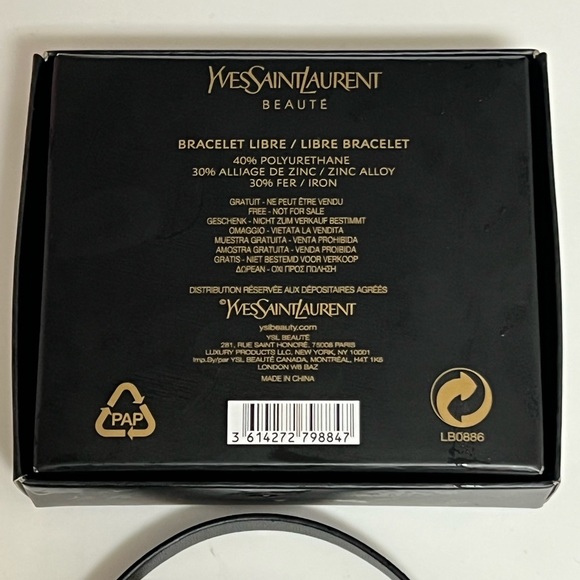 YVESSAINTLAURENT
BEAUTÉ
BRACELET LIBRE / LIBRE BRACELET
40% POLYURETHANE
30% ALLIAGE DE ZINC / ZINC ALLOY
30% FER / IRON
GRATUIT - NE PEUT ÊTRE VENDU
FREE - NOT FOR SALE
GESCHENK - NICHT ZUM VERKAUF BESTIMMT
OMAGGIO - VIETATA LA VENDITA
MUESTRA GRATUITA - VENTA PROHIBIDA
AMOSTRA GRATUITA - VENDA PROIBIDA
GRATIS - NIET BESTEMD VOOR VERKOOP
ΔΩΡΕΑΝ - ΟΧΙ ΠΡΟΣ ΠΩΛΗΣΗ
DISTRIBUTION RÉSERVÉE AUX DÉPOSITAIRES AGRÉÉS
©YVESSAINTLAURENT
yslbeauty.com
YSL BEAUTÉ
281, RUE SAINT HONORÉ, 75008 PARIS
LUXURY PRODUCTS LLC, NEW YORK, NY 10001
Imp.By/par YSL BEAUTÉ CANADA, MONTRÉAL, H4T 1K5
LONDON W6 8AZ
MADE IN CHINA
PAP
3 614272 798847
LB0886